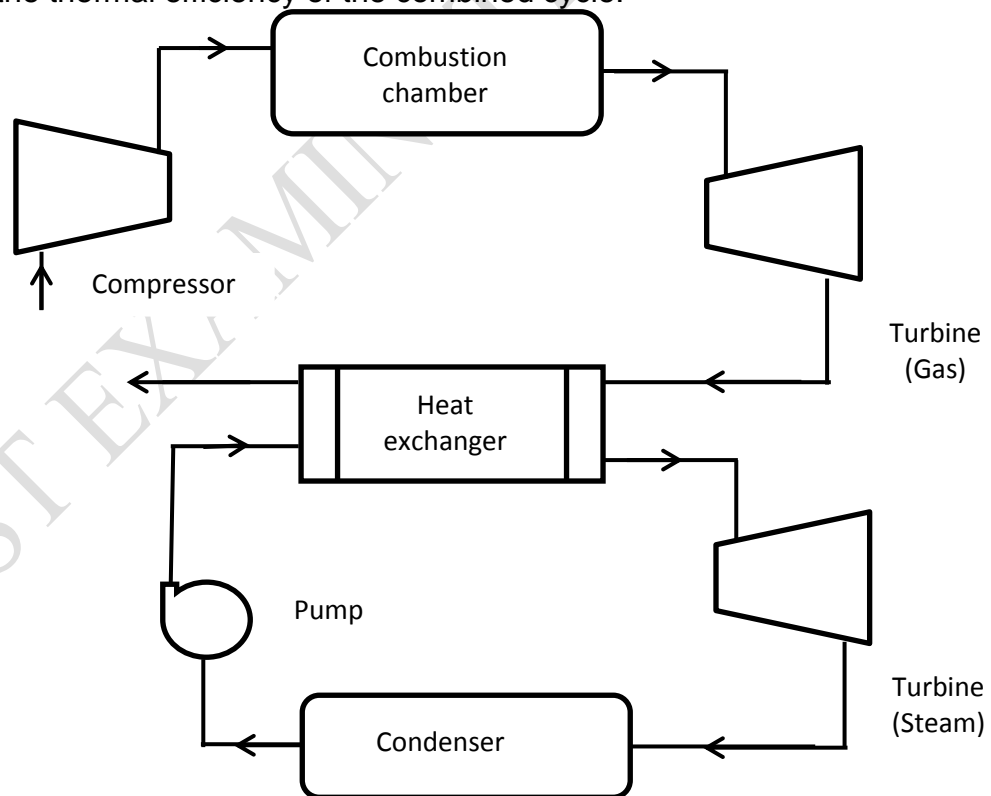 the thermal efficiency of the combined cycle.
Combustion
chamber
Compressor
Turbine
(Gas)
Heat
exchanger
Pump
Turbine
(Steam)
Condenser